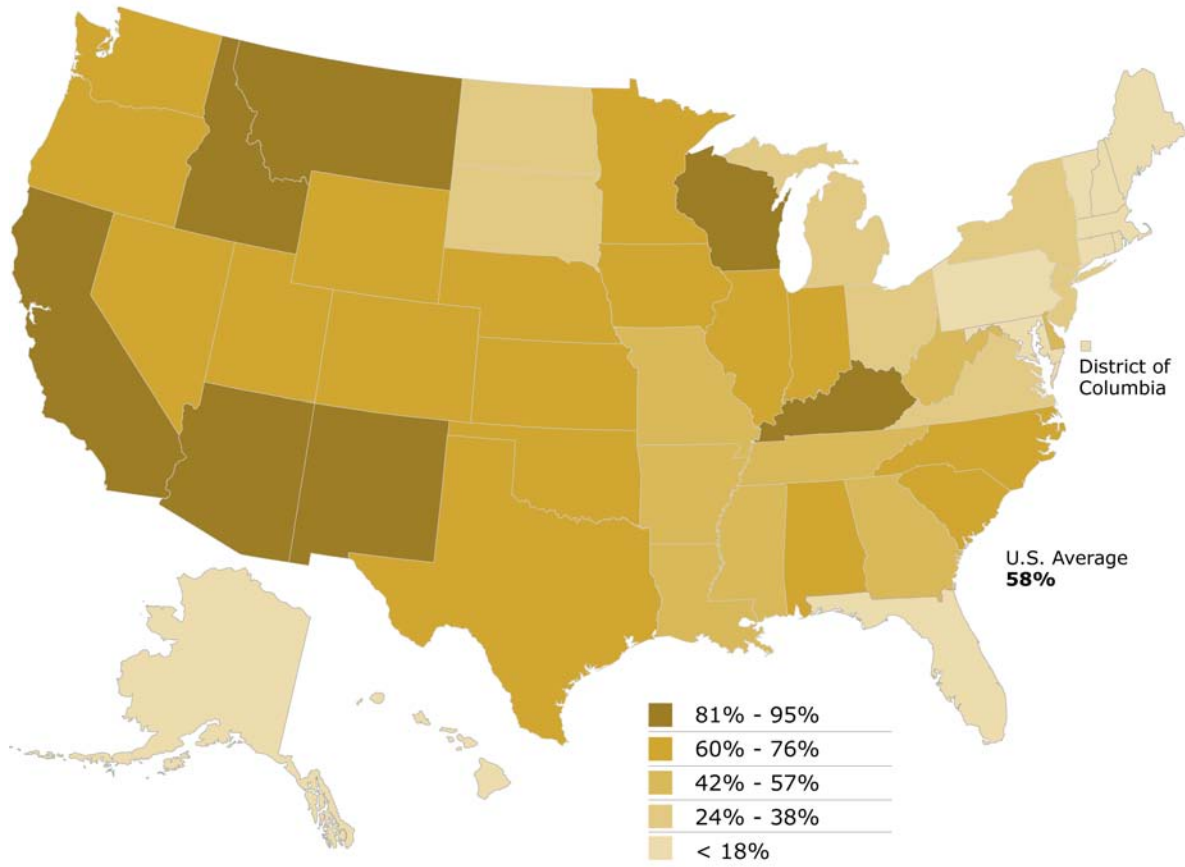 District of
Columbia
U.S. Average
58%
81% - 95%
60% - 76%
42% - 57%
24% - 38%
< 18%